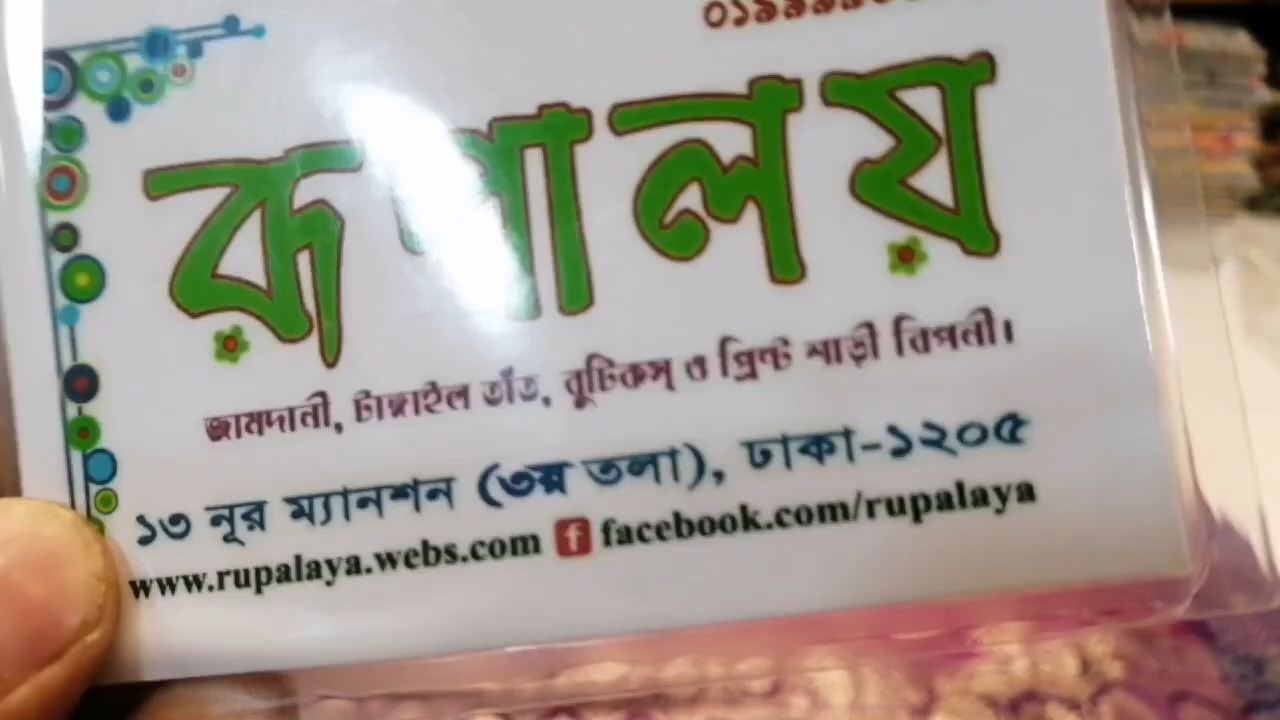 রূপালয়
জামদানী, টাঙ্গাইল তাঁত, বুটিকস্ ও প্রিন্ট শাড়ী বিপনী।
১৩ নূর ম্যানশন (৩য় তলা), ঢাকা-১২০৫
www.rupalaya.webs.com f facebook.com/rupalaya